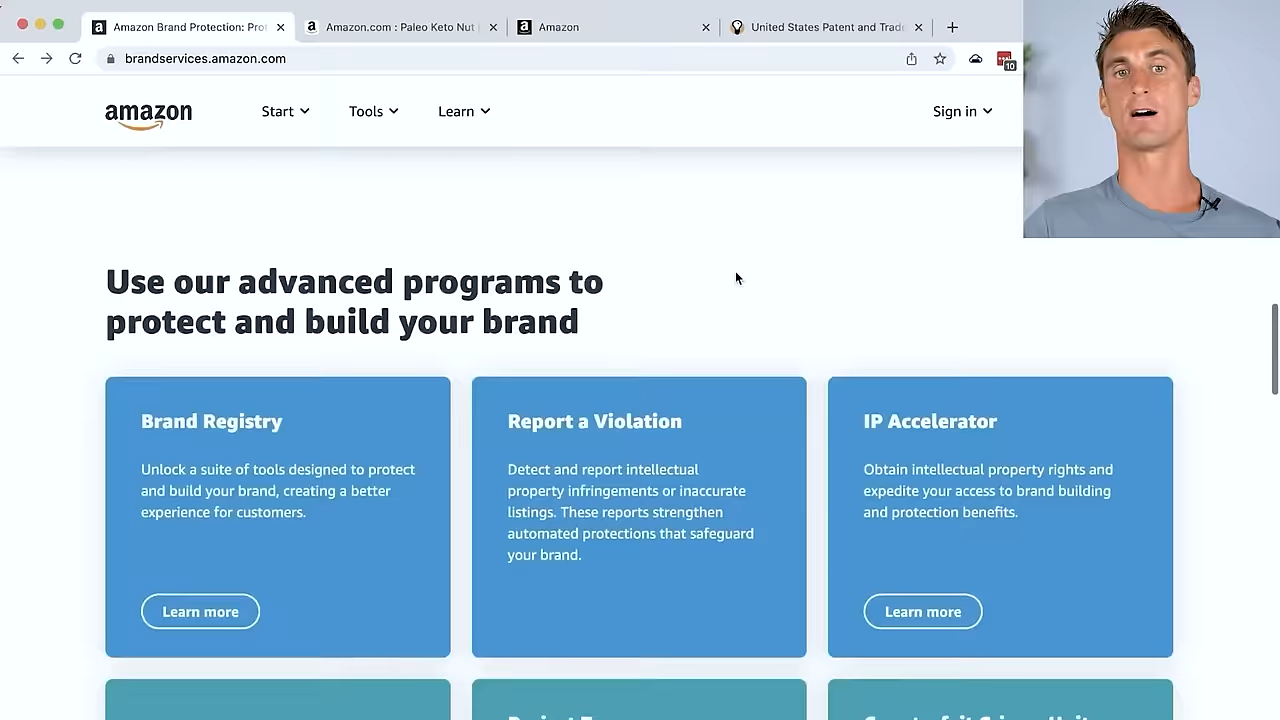 Amazon Brand Protection: Pro
Amazon.com : Paleo Keto Nut
Amazon
United States Patent and Trade
brandservices.amazon.com
10
amazon
Start
Tools
Learn
Sign in
Use our advanced programs to
protect and build your brand
Brand Registry
Unlock a suite of tools designed to protect
and build your brand, creating a better
experience for customers.
Learn more
Report a Violation
Detect and report intellectual
property infringements or inaccurate
listings. These reports strengthen
automated protections that safeguard
your brand.
IP Accelerator
Obtain intellectual property rights and
expedite your access to brand building
and protection benefits.
Learn more